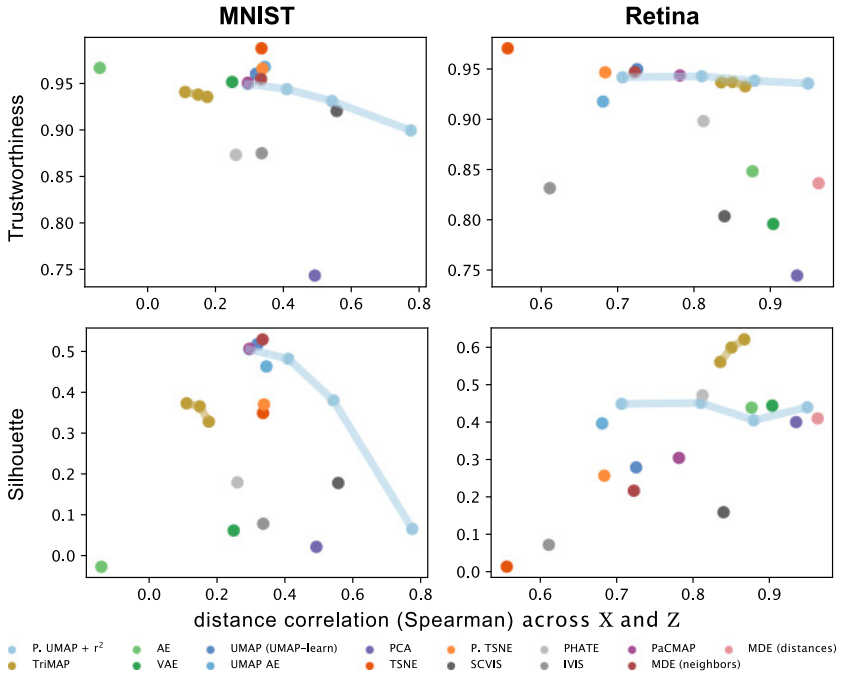 MNIST
Retina
Trustworthiness
0.95
0.90
0.85
0.80
0.75
0.0 0.2 0.4 0.6 0.8
0.95
0.90
0.85
0.80
0.75
0.6 0.7 0.8 0.9
Silhouette
0.5
0.4
0.3
0.2
0.1
0.0
0.0 0.2 0.4 0.6 0.8
0.6
0.5
0.4
0.3
0.2
0.1
0.0
0.6 0.7 0.8 0.9
distance correlation (Spearman) across X and Z
P. UMAP + r² AE UMAP (UMAP-learn) PCA P. TSNE PHATE PaCMAP MDE (distances)
TriMAP VAE UMAP AE TSNE SCVIS IVIS MDE (neighbors)